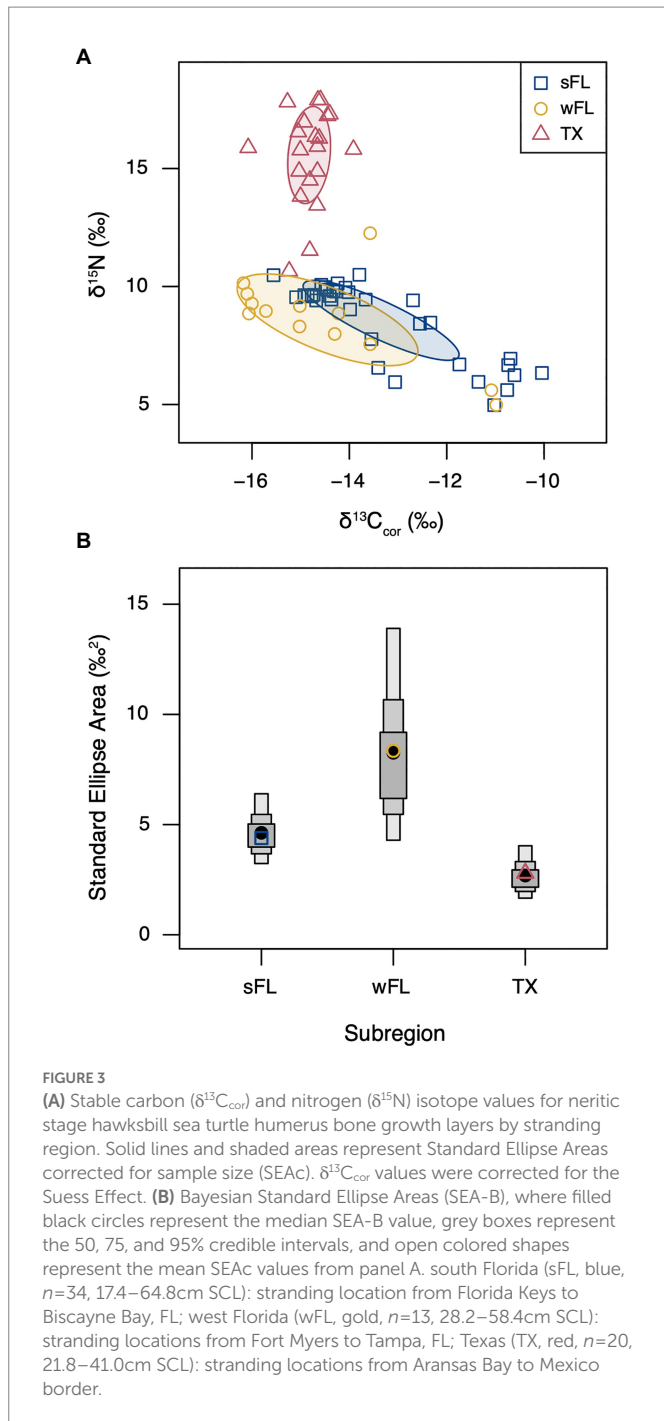 A
sFL
wFL
TX
15
10
5
δ15N (‰)
−16
−14
−12
−10
δ13Ccor (‰)
B
15
10
5
0
Standard Ellipse Area (‰2)
sFL
wFL
TX
Subregion
FIGURE 3
(A) Stable carbon (δ13Ccor) and nitrogen (δ15N) isotope values for neritic
stage hawksbill sea turtle humerus bone growth layers by stranding
region. Solid lines and shaded areas represent Standard Ellipse Areas
corrected for sample size (SEAc). δ13Ccor values were corrected for the
Suess Effect. (B) Bayesian Standard Ellipse Areas (SEA-B), where filled
black circles represent the median SEA-B value, grey boxes represent
the 50, 75, and 95% credible intervals, and open colored shapes
represent the mean SEAc values from panel A. south Florida (sFL, blue,
n=34, 17.4–64.8cm SCL): stranding location from Florida Keys to
Biscayne Bay, FL; west Florida (wFL, gold, n=13, 28.2–58.4cm SCL):
stranding locations from Fort Myers to Tampa, FL; Texas (TX, red, n=20,
21.8–41.0cm SCL): stranding locations from Aransas Bay to Mexico
border.